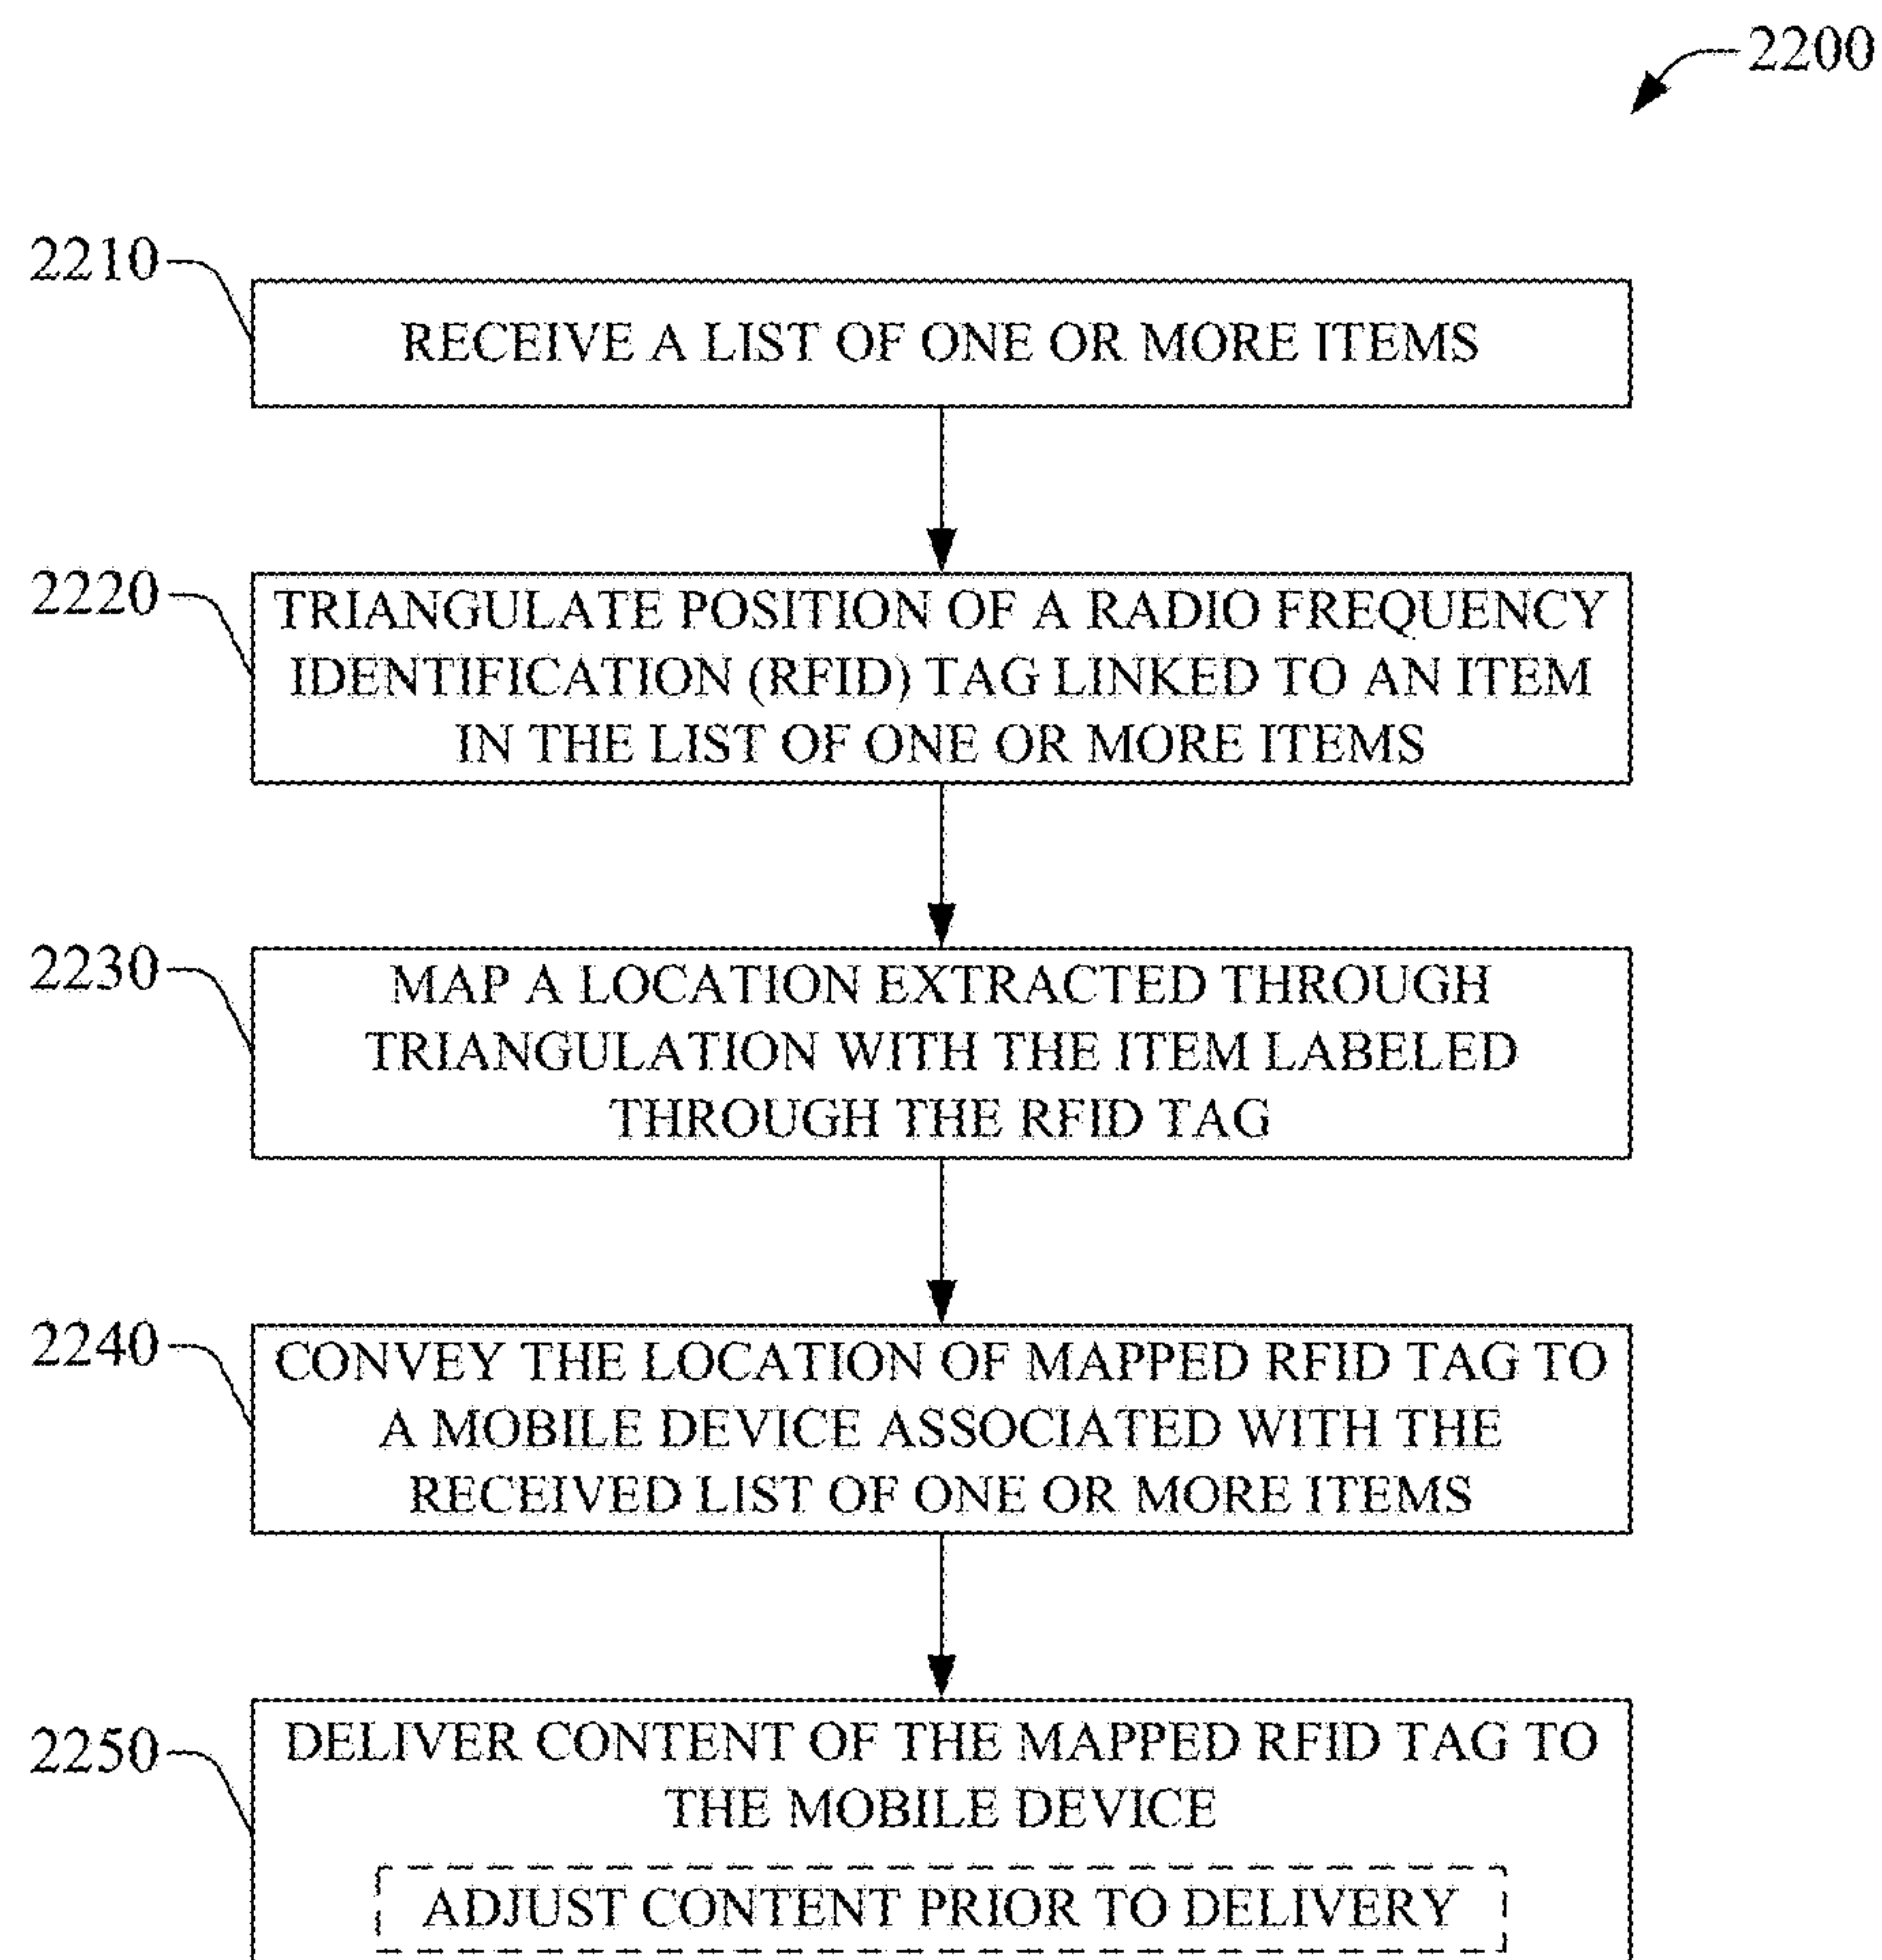 2200
2210
RECEIVE A LIST OF ONE OR MORE ITEMS
2220
TRIANGULATE POSITION OF A RADIO FREQUENCY
IDENTIFICATION (RFID) TAG LINKED TO AN ITEM
IN THE LIST OF ONE OR MORE ITEMS
2230
MAP A LOCATION EXTRACTED THROUGH
TRIANGULATION WITH THE ITEM LABELED
THROUGH THE RFID TAG
2240
CONVEY THE LOCATION OF MAPPED RFID TAG TO
A MOBILE DEVICE ASSOCIATED WITH THE
RECEIVED LIST OF ONE OR MORE ITEMS
2250
DELIVER CONTENT OF THE MAPPED RFID TAG TO
THE MOBILE DEVICE
ADJUST CONTENT PRIOR TO DELIVERY